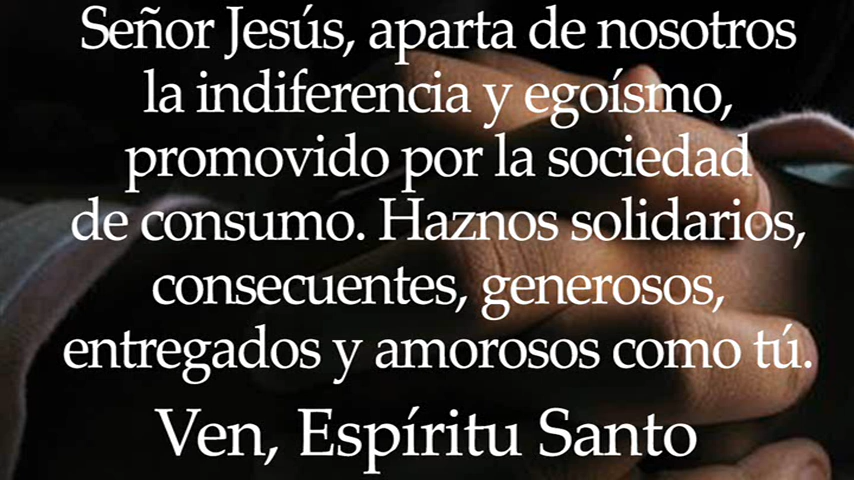 Señor Jesús, aparta de nosotros
la indiferencia y egoísmo,
promovido por la sociedad
de consumo. Haznos solidarios,
consecuentes, generosos,
entregados y amorosos como tú.
Ven, Espíritu Santo